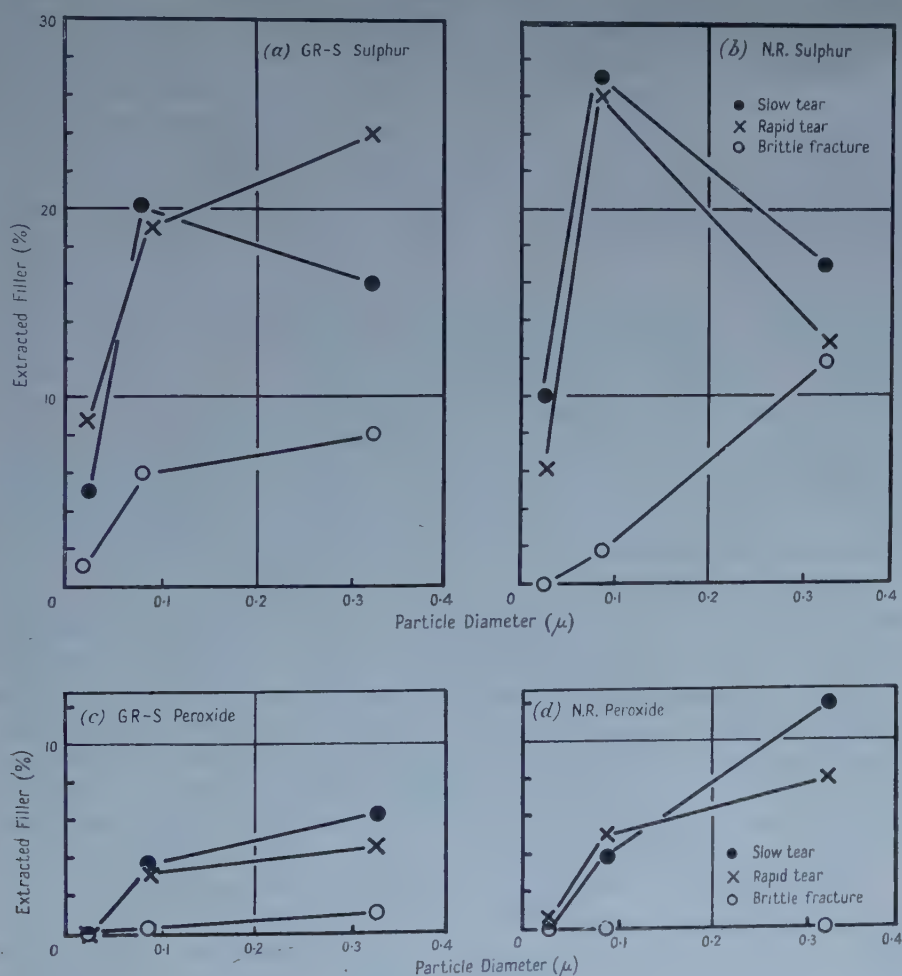 30
(a) GR-S Sulphur
(b) N.R. Sulphur
Slow tear
Rapid tear
Brittle fracture
20
Extracted Filler (%)
10
0 0·1 0·2 0·3 0·4
0 0·1 0·2 0·3 0·4
Particle Diameter (μ)
(c) GR-S Peroxide
(d) N.R. Peroxide
10
Extracted Filler (%)
Slow tear
Rapid tear
Brittle fracture
0 0·1 0·2 0·3 0·4
0 0·1 0·2 0·3 0·4
Particle Diameter (μ)